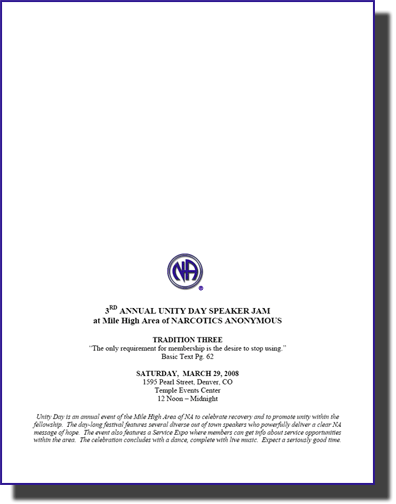 NA ®
3RD ANNUAL UNITY DAY SPEAKER JAM
at Mile High Area of NARCOTICS ANONYMOUS
TRADITION THREE
“The only requirement for membership is the desire to stop using.”
Basic Text Pg. 62
SATURDAY, MARCH 29, 2008
1595 Pearl Street, Denver, CO
Temple Events Center
12 Noon – Midnight
Unity Day is an annual event of the Mile High Area of NA to celebrate recovery and to promote unity within the
fellowship. The day-long festival features several diverse out of town speakers who powerfully deliver a clear NA
message of hope. The event also features a Service Expo where members can get info about service opportunities
within the area. The celebration concludes with a dance, complete with live music. Expect a seriously good time.